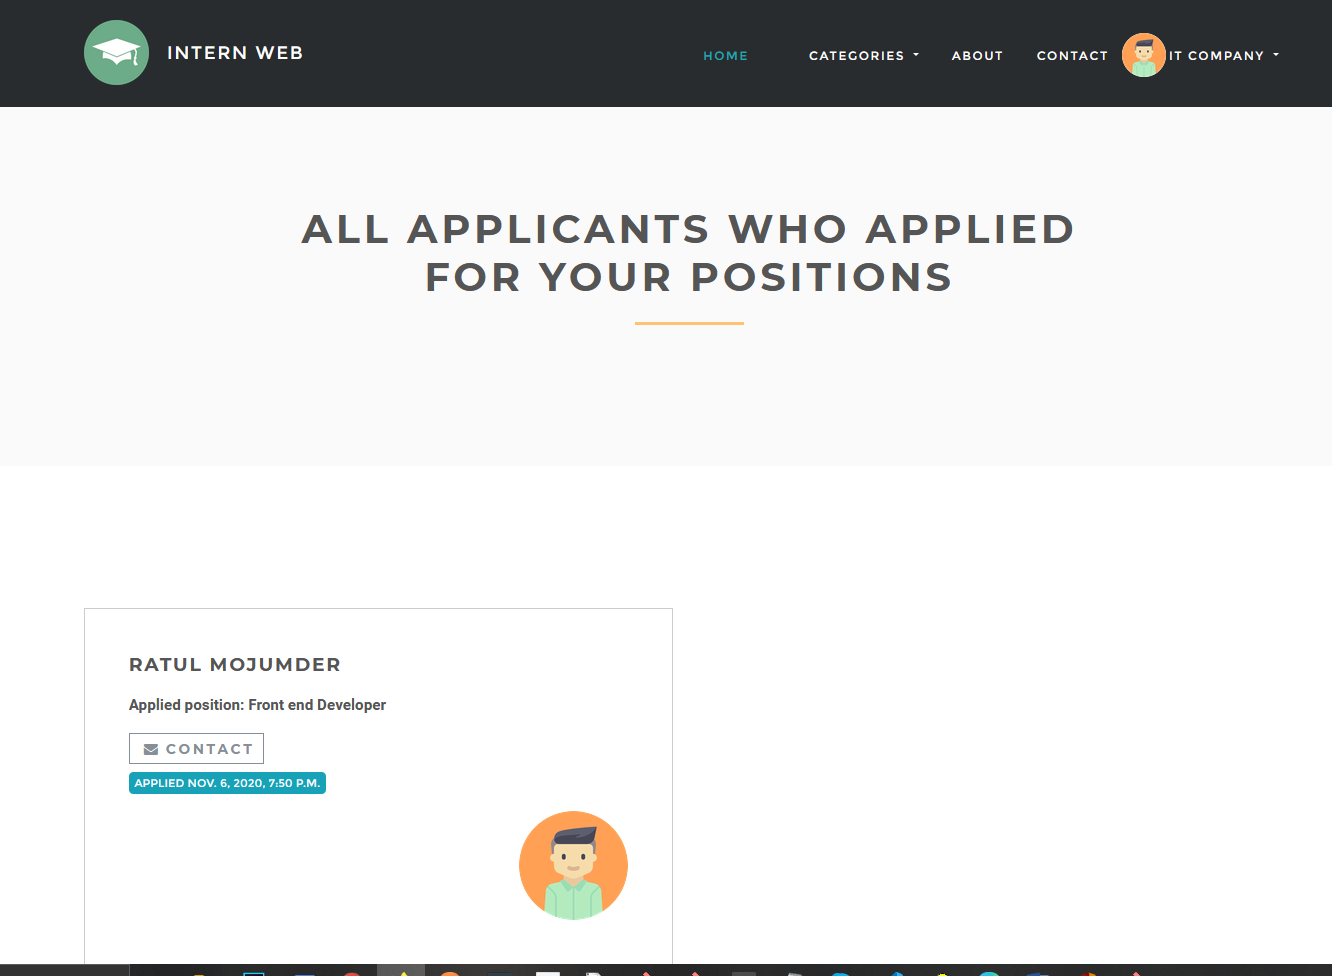 INTERN WEB
HOME
CATEGORIES
ABOUT
CONTACT
IT COMPANY
ALL APPLICANTS WHO APPLIED
FOR YOUR POSITIONS
RATUL MOJUMDER
Applied position: Front end Developer
CONTACT
APPLIED NOV. 6, 2020, 7:50 P.M.